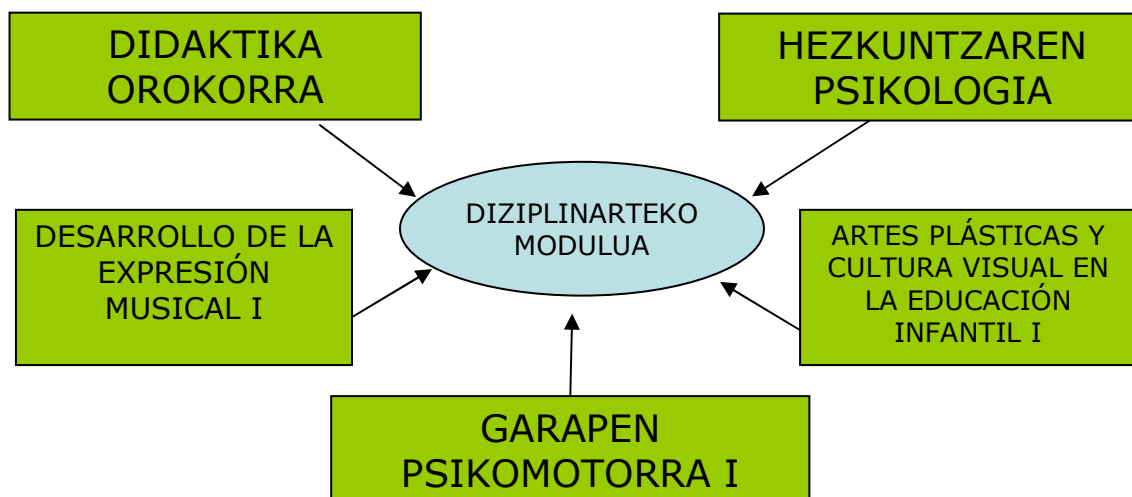 DIDAKTIKA
OROKORRA
HEZKUNTZAREN
PSIKOLOGIA
DIZIPLINARTEKO
MODULUA
DESARROLLO DE LA
EXPRESIÓN
MUSICAL I
ARTES PLÁSTICAS Y
CULTURA VISUAL EN
LA EDUCACIÓN
INFANTIL I
GARAPEN
PSIKOMOTORRA I